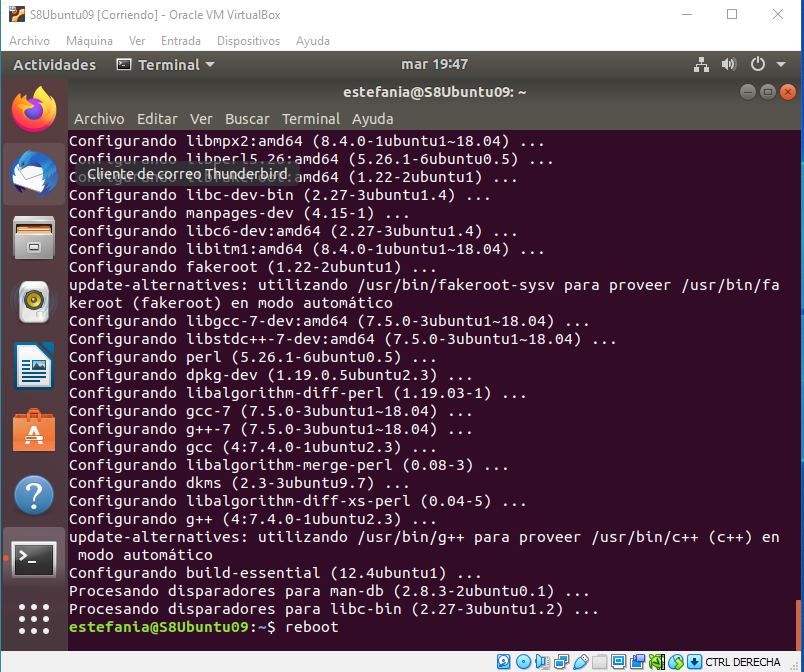 S8Ubuntu09 [Corriendo] - Oracle VM VirtualBox
Archivo Máquina Ver Entrada Dispositivos Ayuda
Actividades Terminal mar 19:47
estefania@S8Ubuntu09: ~
Archivo Editar Ver Buscar Terminal Ayuda
Configurando libmpx2:amd64 (8.4.0-1ubuntu1~18.04) ...
Configurando libperl5.26:amd64 (5.26.1-6ubuntu0.5) ...
Cliente de correo Thunderbird
Configurando libfakeroot:amd64 (1.22-2ubuntu1) ...
Configurando libc-dev-bin (2.27-3ubuntu1.4) ...
Configurando manpages-dev (4.15-1) ...
Configurando libc6-dev:amd64 (2.27-3ubuntu1.4) ...
Configurando libitm1:amd64 (8.4.0-1ubuntu1~18.04) ...
Configurando fakeroot (1.22-2ubuntu1) ...
update-alternatives: utilizando /usr/bin/fakeroot-sysv para proveer /usr/bin/fa
keroot (fakeroot) en modo automático
Configurando libgcc-7-dev:amd64 (7.5.0-3ubuntu1~18.04) ...
Configurando libstdc++-7-dev:amd64 (7.5.0-3ubuntu1~18.04) ...
Configurando perl (5.26.1-6ubuntu0.5) ...
Configurando dpkg-dev (1.19.0.5ubuntu2.3) ...
Configurando libalgorithm-diff-perl (1.19.03-1) ...
Configurando gcc-7 (7.5.0-3ubuntu1~18.04) ...
Configurando g++-7 (7.5.0-3ubuntu1~18.04) ...
Configurando gcc (4:7.4.0-1ubuntu2.3) ...
Configurando libalgorithm-merge-perl (0.08-3) ...
Configurando dkms (2.3-3ubuntu9.7) ...
Configurando libalgorithm-diff-xs-perl (0.04-5) ...
Configurando g++ (4:7.4.0-1ubuntu2.3) ...
update-alternatives: utilizando /usr/bin/g++ para proveer /usr/bin/c++ (c++) en
modo automático
Configurando build-essential (12.4ubuntu1) ...
Procesando disparadores para man-db (2.8.3-2ubuntu0.1) ...
Procesando disparadores para libc-bin (2.27-3ubuntu1.2) ...
estefania@S8Ubuntu09:~$ reboot
CTRL DERECHA